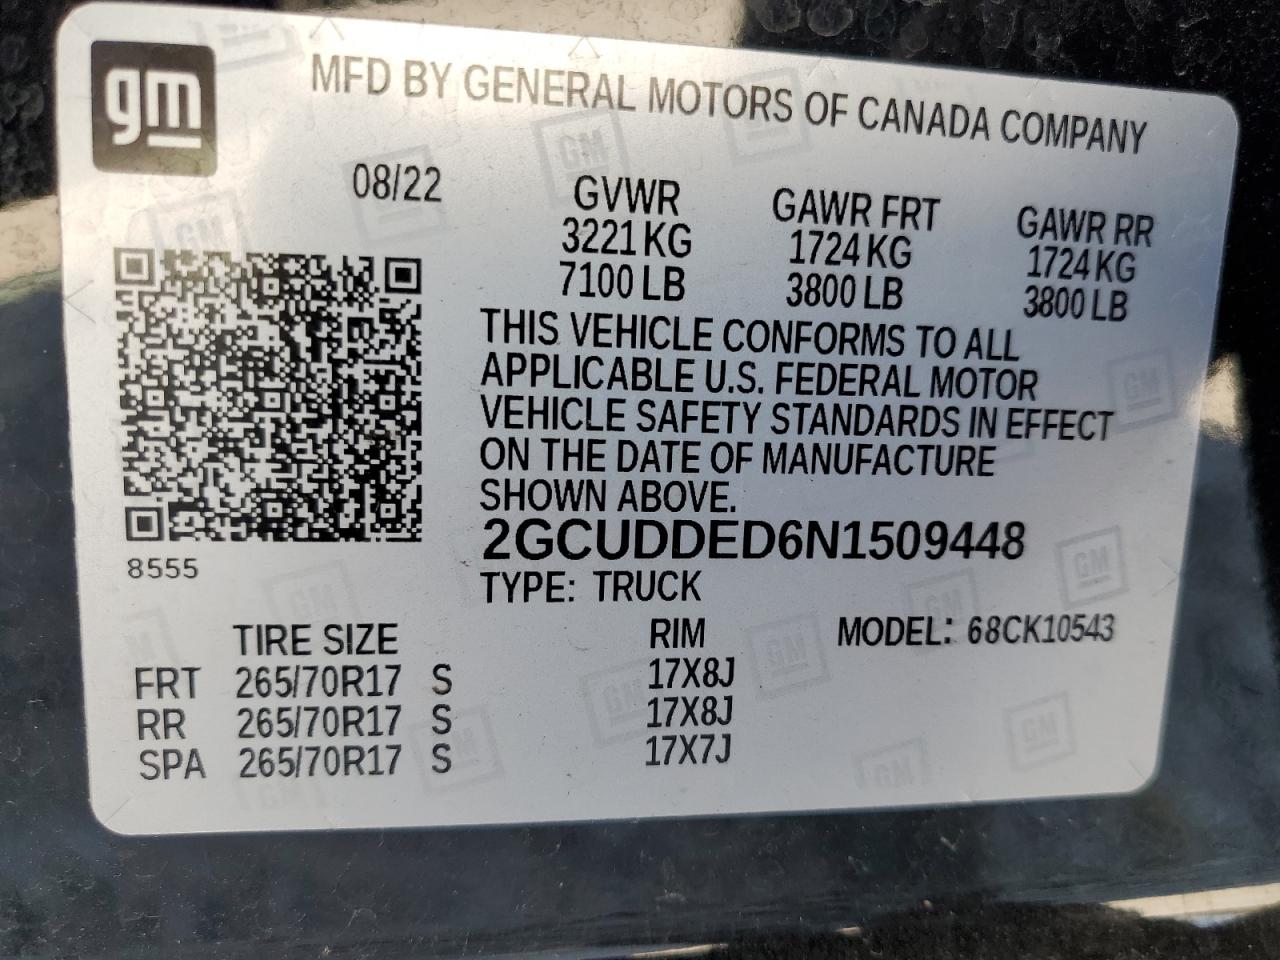 gm
MFD BY GENERAL MOTORS OF CANADA COMPANY
08/22
GVWR GAWR FRT GAWR RR
3221 KG 1724 KG 1724 KG
7100 LB 3800 LB 3800 LB
THIS VEHICLE CONFORMS TO ALL
APPLICABLE U.S. FEDERAL MOTOR
VEHICLE SAFETY STANDARDS IN EFFECT
ON THE DATE OF MANUFACTURE
SHOWN ABOVE.
2GCUDDED6N1509448
8555
TYPE: TRUCK
TIRE SIZE RIM MODEL: 68CK10543
FRT 265/70R17 S 17X8J
RR 265/70R17 S 17X8J
SPA 265/70R17 S 17X7J